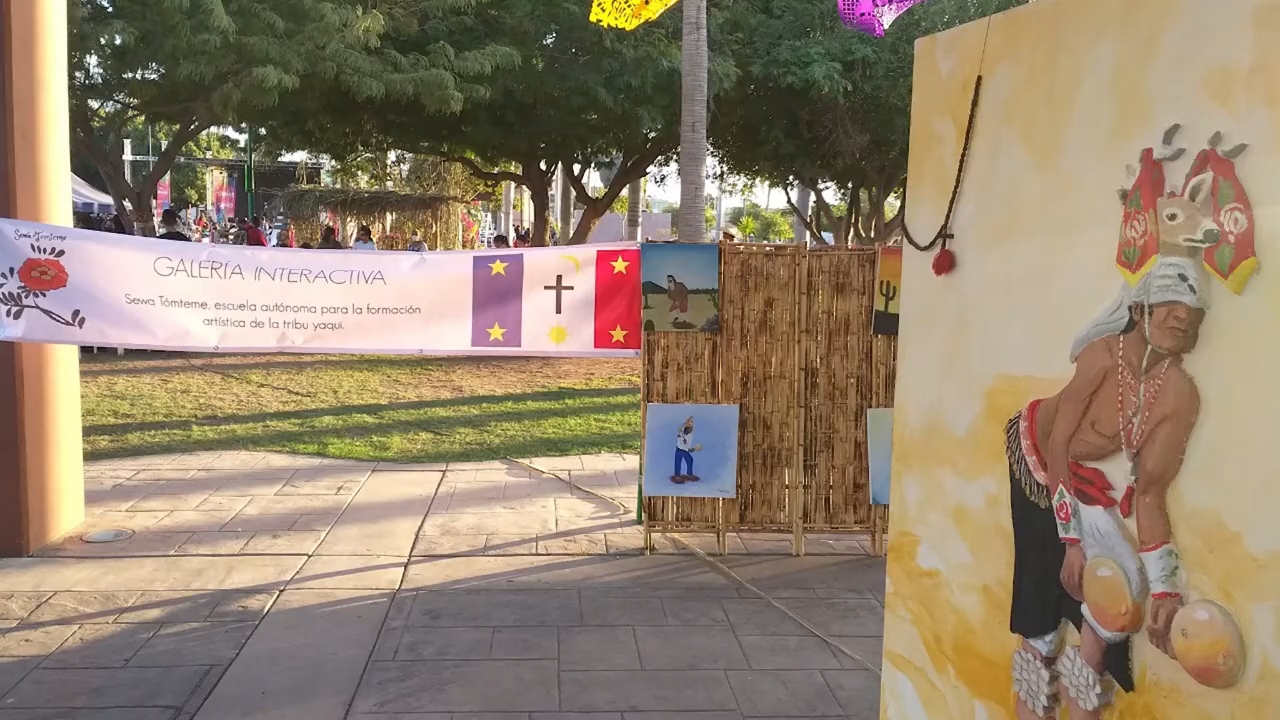 Sewa Tómteme
GALERÍA INTERACTIVA
Sewa Tómteme, escuela autónoma para la formación
artística de la tribu yaqui.